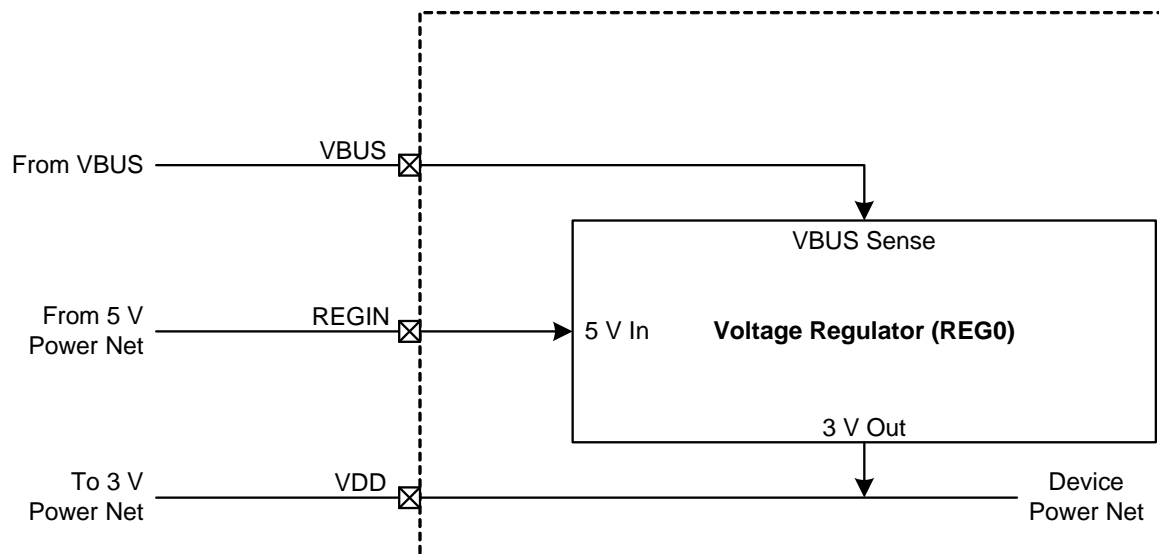 From VBUS
VBUS
VBUS Sense
From 5 V
Power Net
REGIN
5 V In
Voltage Regulator (REG0)
3 V Out
To 3 V
Power Net
VDD
Device
Power Net